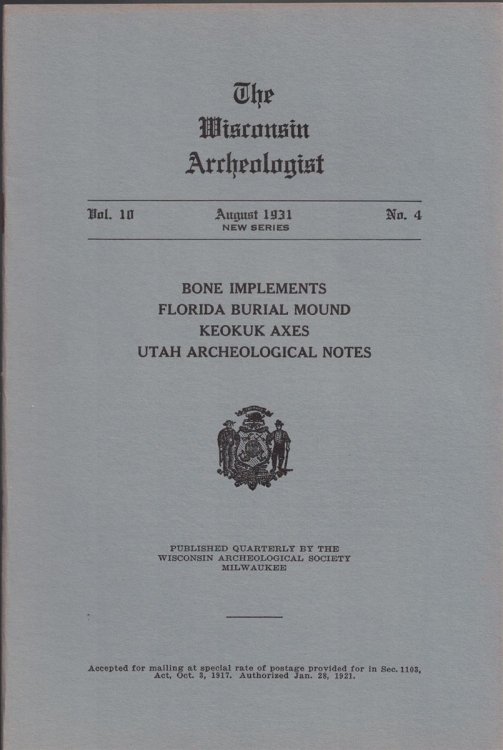 The
Wisconsin
Archeologist
Vol. 10 August 1931 No. 4
NEW SERIES
BONE IMPLEMENTS
FLORIDA BURIAL MOUND
KEOKUK AXES
UTAH ARCHEOLOGICAL NOTES
PUBLISHED QUARTERLY BY THE
WISCONSIN ARCHEOLOGICAL SOCIETY
MILWAUKEE
Accepted for mailing at special rate of postage provided for in Sec. 1103,
Act, Oct. 3, 1917. Authorized Jan. 28, 1921.